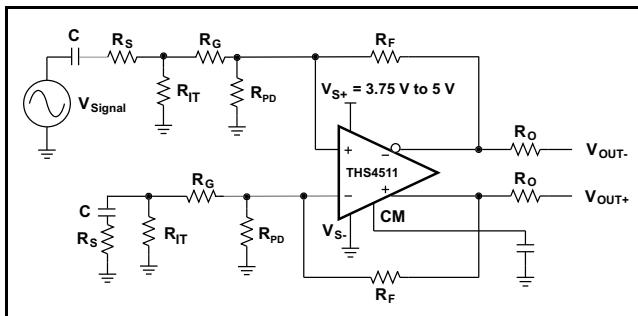 C
R_S
R_G
R_F
V_Signal
R_IT
R_PD
V_S+ = 3.75 V to 5 V
+
−
THS4511
−
+
R_O
V_OUT-
R_O
V_OUT+
R_G
C
R_S
R_IT
R_PD
V_S-
CM
R_F